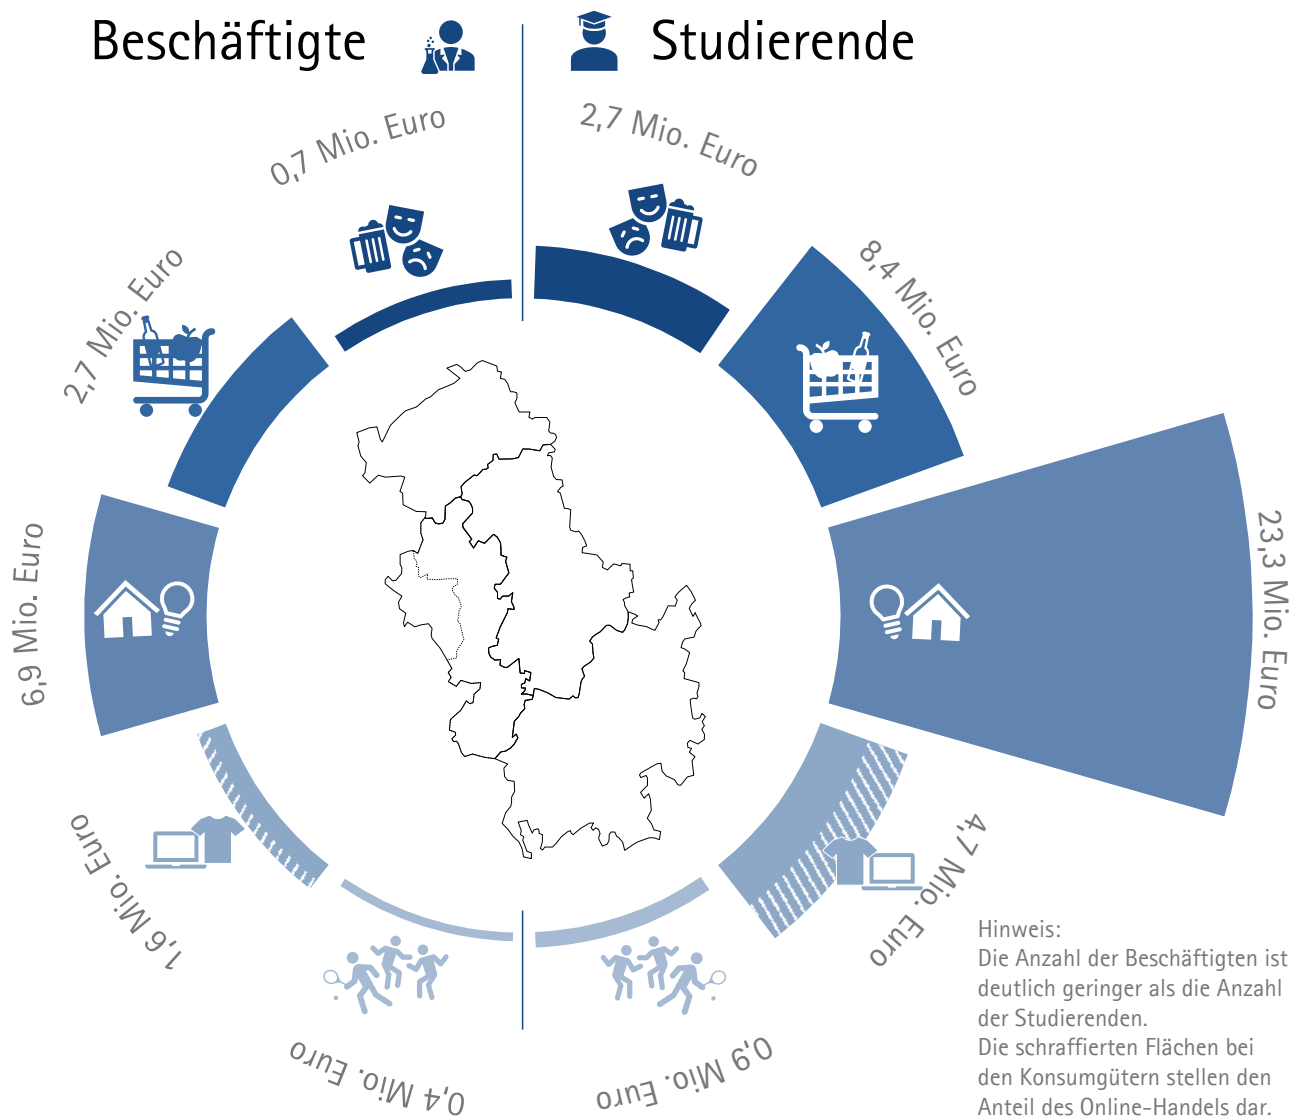 Beschäftigte
Studierende
0,7 Mio. Euro
2,7 Mio. Euro
2,7 Mio. Euro
8,4 Mio. Euro
6,9 Mio. Euro
23,3 Mio. Euro
1,6 Mio. Euro
4,7 Mio. Euro
0,4 Mio. Euro
0,9 Mio. Euro
Hinweis:
Die Anzahl der Beschäftigten ist
deutlich geringer als die Anzahl
der Studierenden.
Die schraffierten Flächen bei
den Konsumgütern stellen den
Anteil des Online-Handels dar.